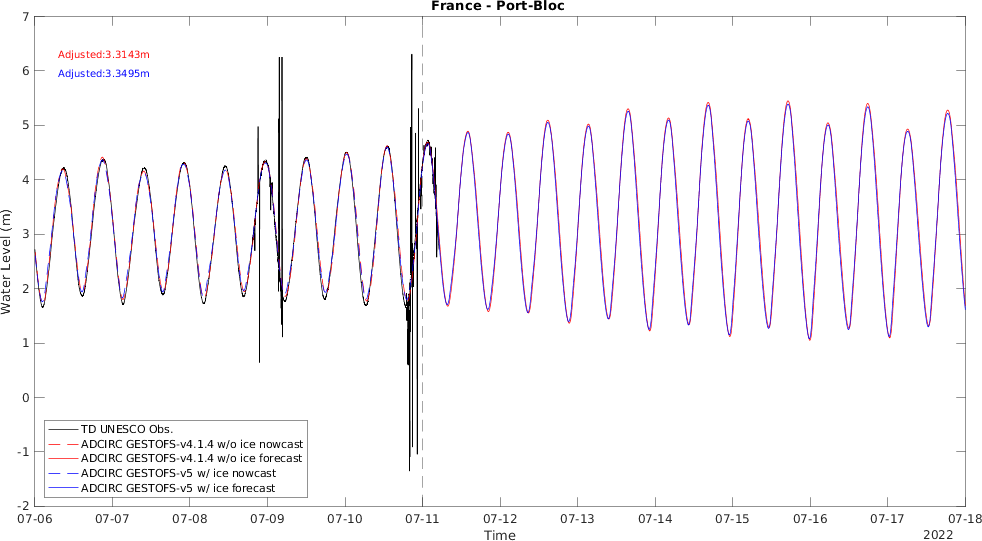 France - Port-Bloc
Adjusted:3.3143m
Adjusted:3.3495m
Water Level (m)
7
6
5
4
3
2
1
0
-1
-2
TD UNESCO Obs.
ADCIRC GESTOFS-v4.1.4 w/o ice nowcast
ADCIRC GESTOFS-v4.1.4 w/o ice forecast
ADCIRC GESTOFS-v5 w/ ice nowcast
ADCIRC GESTOFS-v5 w/ ice forecast
07-06 07-07 07-08 07-09 07-10 07-11 07-12 07-13 07-14 07-15 07-16 07-17 07-18
Time
2022